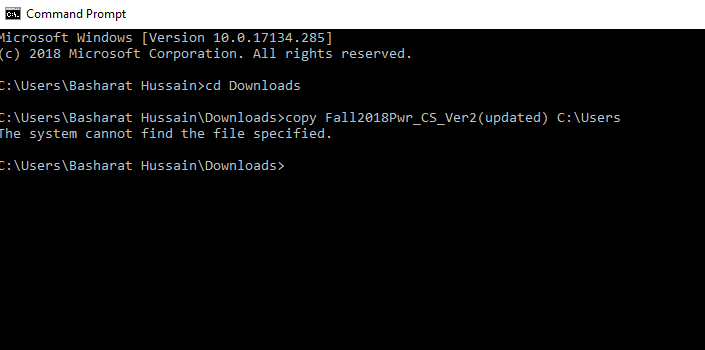 Command Prompt
Microsoft Windows [Version 10.0.17134.285]
(c) 2018 Microsoft Corporation. All rights reserved.
C:\Users\Basharat Hussain>cd Downloads
C:\Users\Basharat Hussain\Downloads>copy Fall2018Pwr_CS_Ver2(updated) C:\Users
The system cannot find the file specified.
C:\Users\Basharat Hussain\Downloads>